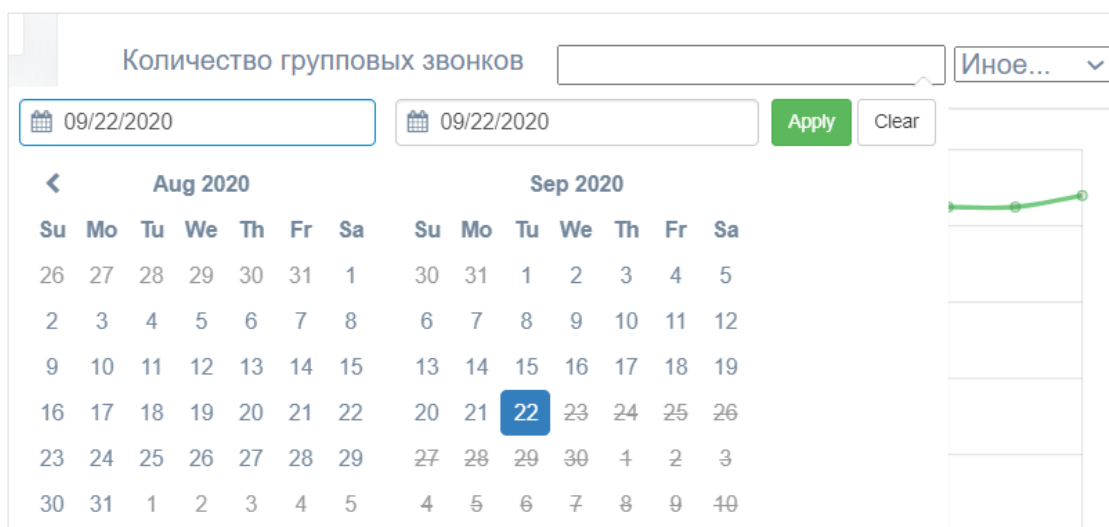 Количество групповых звонков Иное...
09/22/2020 09/22/2020 Apply Clear
Aug 2020 Sep 2020
Su Mo Tu We Th Fr Sa Su Mo Tu We Th Fr Sa
26 27 28 29 30 31 1 30 31 1 2 3 4 5
2 3 4 5 6 7 8 6 7 8 9 10 11 12
9 10 11 12 13 14 15 13 14 15 16 17 18 19
16 17 18 19 20 21 22 20 21 22 23 24 25 26
23 24 25 26 27 28 29 27 28 29 30 1 2 3
30 31 1 2 3 4 5 4 5 6 7 8 9 10